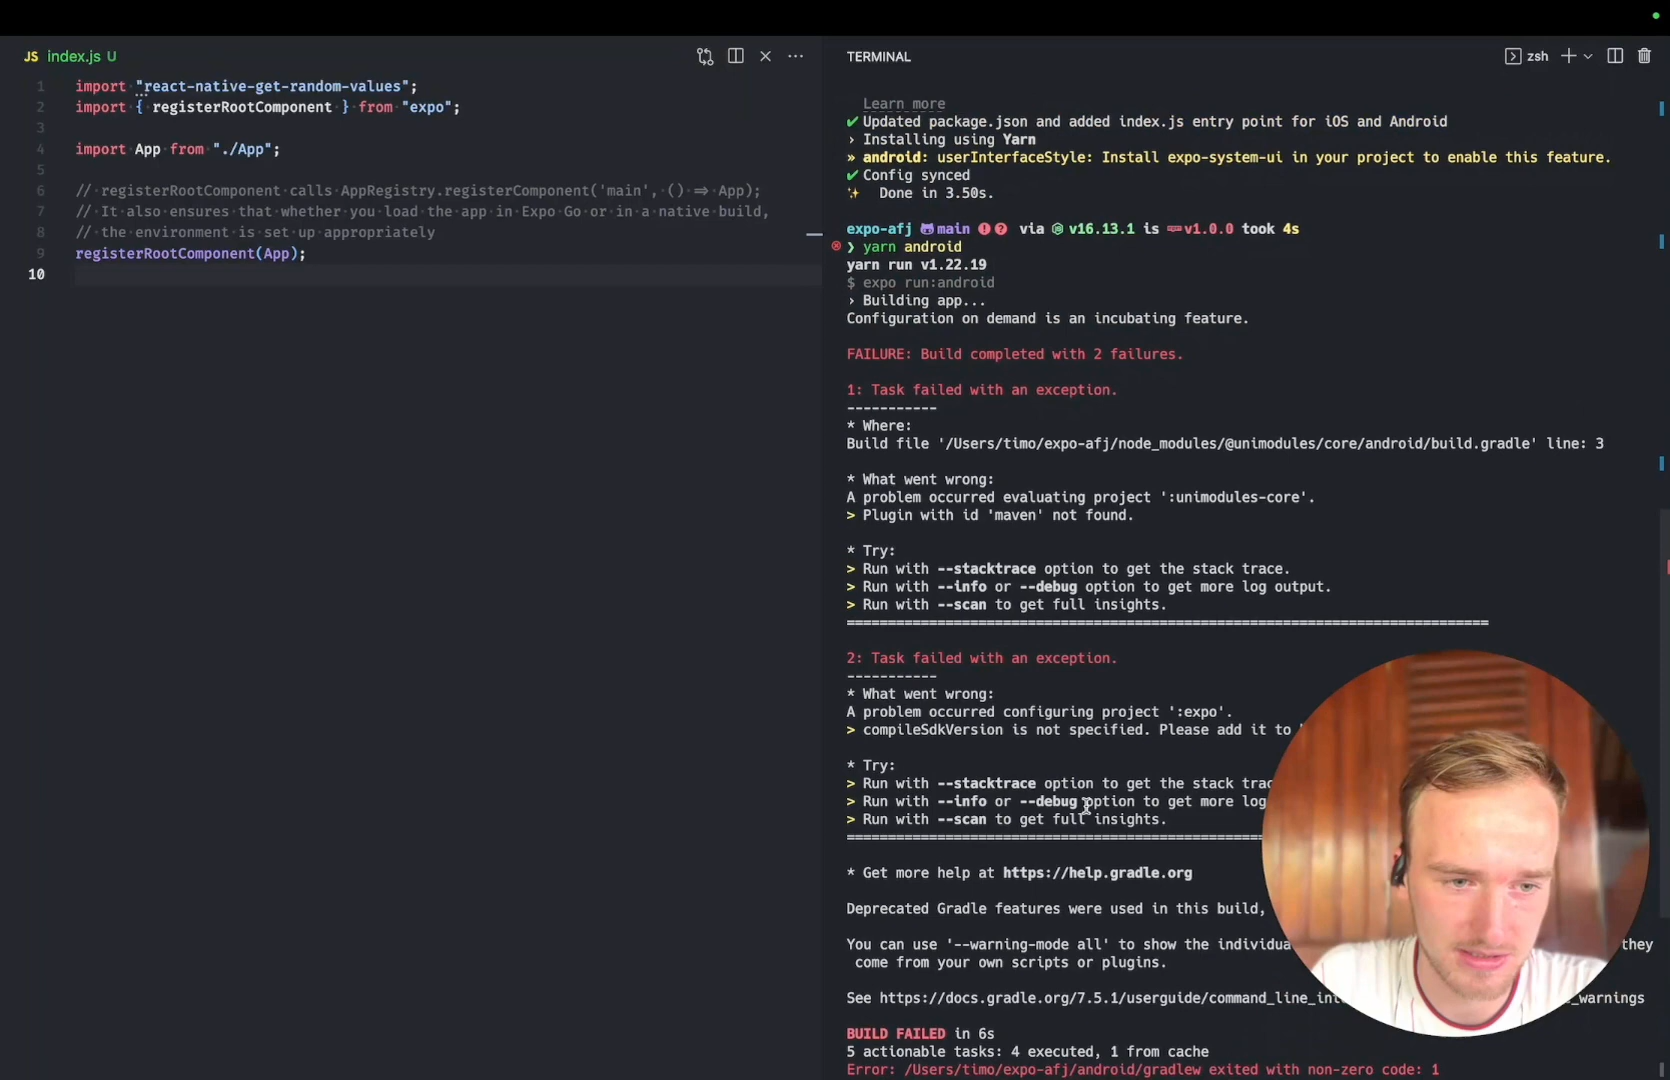 JS index.js U
1 import "react-native-get-random-values";
2 import { registerRootComponent } from "expo";
3
4 import App from "./App";
5
6 // registerRootComponent calls AppRegistry.registerComponent('main', () => App);
7 // It also ensures that whether you load the app in Expo Go or in a native build,
8 // the environment is set up appropriately
9 registerRootComponent(App);
10
TERMINAL
zsh
Learn more
✔ Updated package.json and added index.js entry point for iOS and Android
› Installing using Yarn
» android: userInterfaceStyle: Install expo-system-ui in your project to enable this feature.
✔ Config synced
✨ Done in 3.50s.
expo-afj main via v16.13.1 is v1.0.0 took 4s
❯ yarn android
yarn run v1.22.19
$ expo run:android
› Building app...
Configuration on demand is an incubating feature.
FAILURE: Build completed with 2 failures.
1: Task failed with an exception.
-----------
* Where:
Build file '/Users/timo/expo-afj/node_modules/@unimodules/core/android/build.gradle' line: 3
* What went wrong:
A problem occurred evaluating project ':unimodules-core'.
> Plugin with id 'maven' not found.
* Try:
> Run with --stacktrace option to get the stack trace.
> Run with --info or --debug option to get more log output.
> Run with --scan to get full insights.
==============================================================================
2: Task failed with an exception.
-----------
* What went wrong:
A problem occurred configuring project ':expo'.
> compileSdkVersion is not specified. Please add it to
* Try:
> Run with --stacktrace option to get the stack
> Run with --info or --debug option to get more log
> Run with --scan to get full insights.
==================================================
* Get more help at https://help.gradle.org
Deprecated Gradle features were used in this build,
You can use '--warning-mode all' to show the they
come from your own scripts or plugins.
See https://docs.gradle.org/7.5.1/userguide/command_line_in _warnings
BUILD FAILED in 6s
5 actionable tasks: 4 executed, 1 from cache
Error: /Users/timo/expo-afj/android/gradlew exited with non-zero code: 1